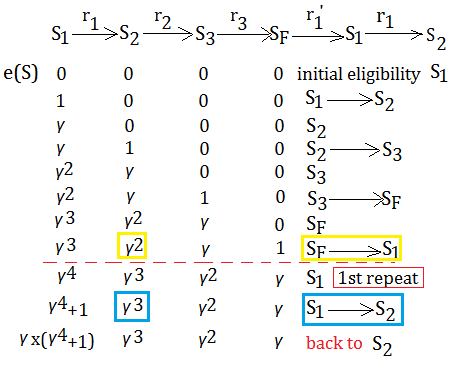 r1 r2 r3 r1' r1
S1 S2 S3 SF S1 S2
e(S) 0 0 0 0 initial eligibility S1
1 0 0 0 S1 S2
γ 0 0 0 S2
γ 1 0 0 S2 S3
γ2 γ 0 0 S3
γ2 γ 1 0 S3 SF
γ3 γ2 γ 0 SF
γ3 γ2 γ 1 SF S1
γ4 γ3 γ2 γ S1 1st repeat
γ4+1 γ3 γ2 γ S1 S2
γx(γ4+1) γ3 γ2 γ back to S2